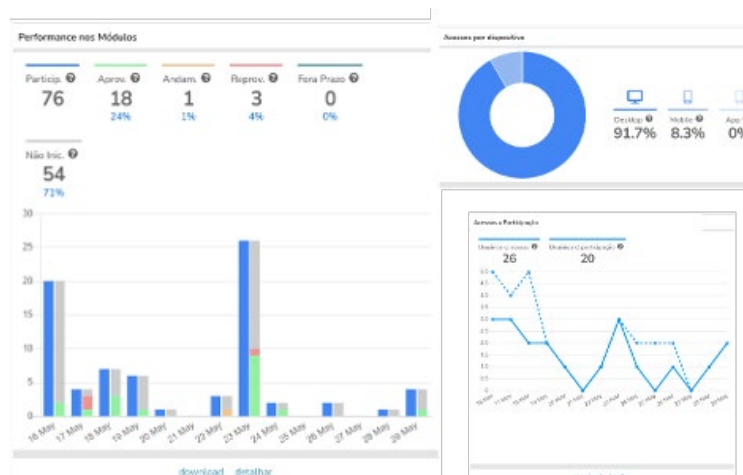 Performance nos Módulos
Particip. Aprov. Andam. Reprov. Fora Prazo
76 18 1 3 0
24% 1% 4% 0%
Não Inic.
54
71%
30
25
20
15
10
5
0
16 May 17 May 18 May 19 May 20 May 21 May 22 May 23 May 24 May 25 May 26 May 27 May 28 May 29 May
download detalhar
Acessos por dispositivo
Desktop Mobile App
91.7% 8.3% 0%
Acessos e Participação
26 20